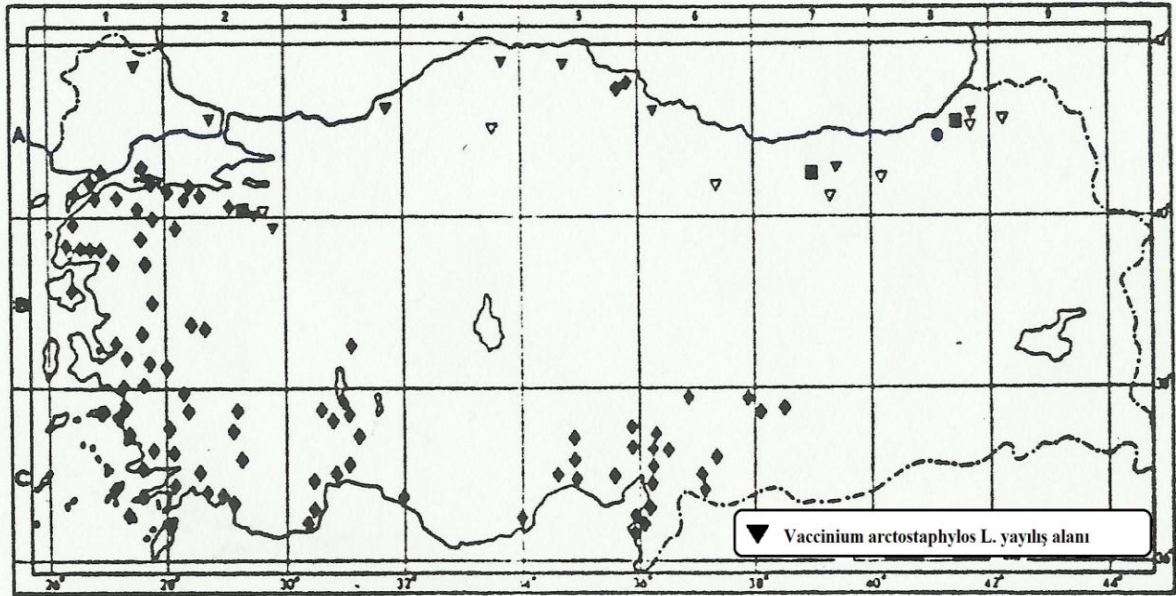 1 2 3 4 5 6 7 8 9
A
B
C
Vaccinium arctostaphylos L. yayılış alanı
26° 28° 30° 32° 34° 36° 38° 40° 42° 44°